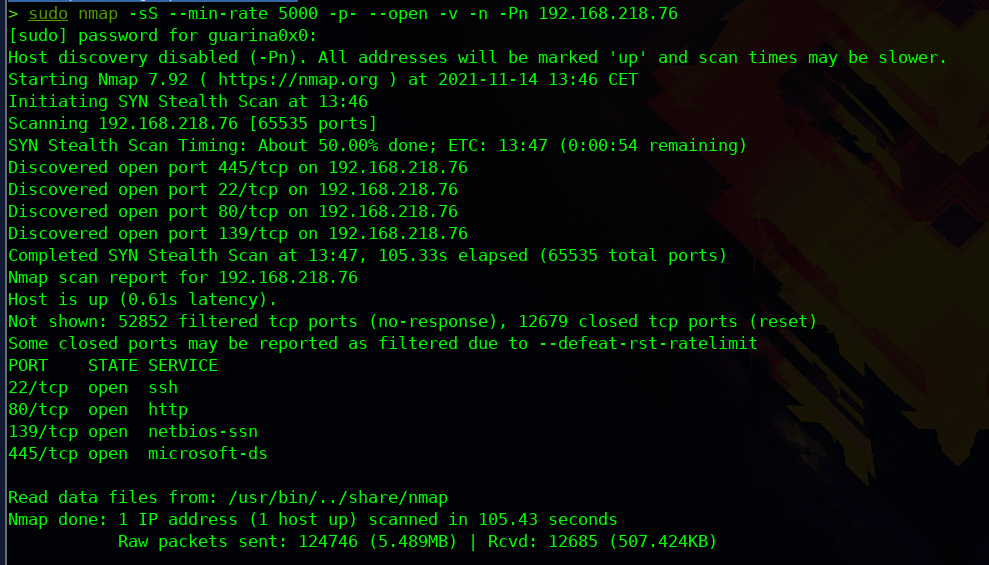 > sudo nmap -sS --min-rate 5000 -p- --open -v -n -Pn 192.168.218.76
[sudo] password for guarina0x0:
Host discovery disabled (-Pn). All addresses will be marked 'up' and scan times may be slower.
Starting Nmap 7.92 ( https://nmap.org ) at 2021-11-14 13:46 CET
Initiating SYN Stealth Scan at 13:46
Scanning 192.168.218.76 [65535 ports]
SYN Stealth Scan Timing: About 50.00% done; ETC: 13:47 (0:00:54 remaining)
Discovered open port 445/tcp on 192.168.218.76
Discovered open port 22/tcp on 192.168.218.76
Discovered open port 80/tcp on 192.168.218.76
Discovered open port 139/tcp on 192.168.218.76
Completed SYN Stealth Scan at 13:47, 105.33s elapsed (65535 total ports)
Nmap scan report for 192.168.218.76
Host is up (0.61s latency).
Not shown: 52852 filtered tcp ports (no-response), 12679 closed tcp ports (reset)
Some closed ports may be reported as filtered due to --defeat-rst-ratelimit
PORT    STATE SERVICE
22/tcp  open  ssh
80/tcp  open  http
139/tcp open  netbios-ssn
445/tcp open  microsoft-ds
Read data files from: /usr/bin/../share/nmap
Nmap done: 1 IP address (1 host up) scanned in 105.43 seconds
           Raw packets sent: 124746 (5.489MB) | Rcvd: 12685 (507.424KB)